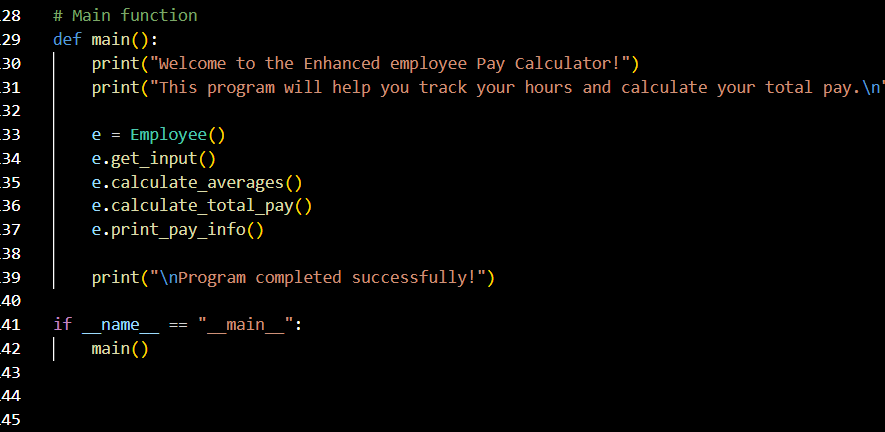 28 # Main function
29 def main():
30 print("Welcome to the Enhanced employee Pay Calculator!")
31 print("This program will help you track your hours and calculate your total pay.\n"
32
33 e = Employee()
34 e.get_input()
35 e.calculate_averages()
36 e.calculate_total_pay()
37 e.print_pay_info()
38
39 print("\nProgram completed successfully!")
40
41 if __name__ == "__main__":
42 main()
43
44
45